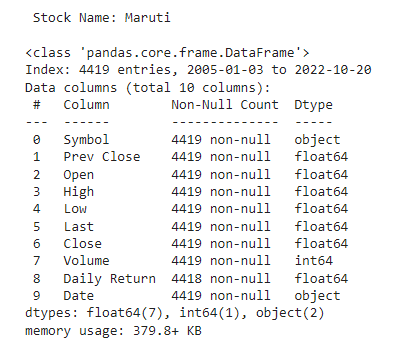 Stock Name: Maruti
<class 'pandas.core.frame.DataFrame'>
Index: 4419 entries, 2005-01-03 to 2022-10-20
Data columns (total 10 columns):
 #   Column        Non-Null Count  Dtype
---  ------        --------------  -----
 0   Symbol        4419 non-null   object
 1   Prev Close    4419 non-null   float64
 2   Open          4419 non-null   float64
 3   High          4419 non-null   float64
 4   Low           4419 non-null   float64
 5   Last          4419 non-null   float64
 6   Close         4419 non-null   float64
 7   Volume        4419 non-null   int64
 8   Daily Return  4418 non-null   float64
 9   Date          4419 non-null   object
dtypes: float64(7), int64(1), object(2)
memory usage: 379.8+ KB